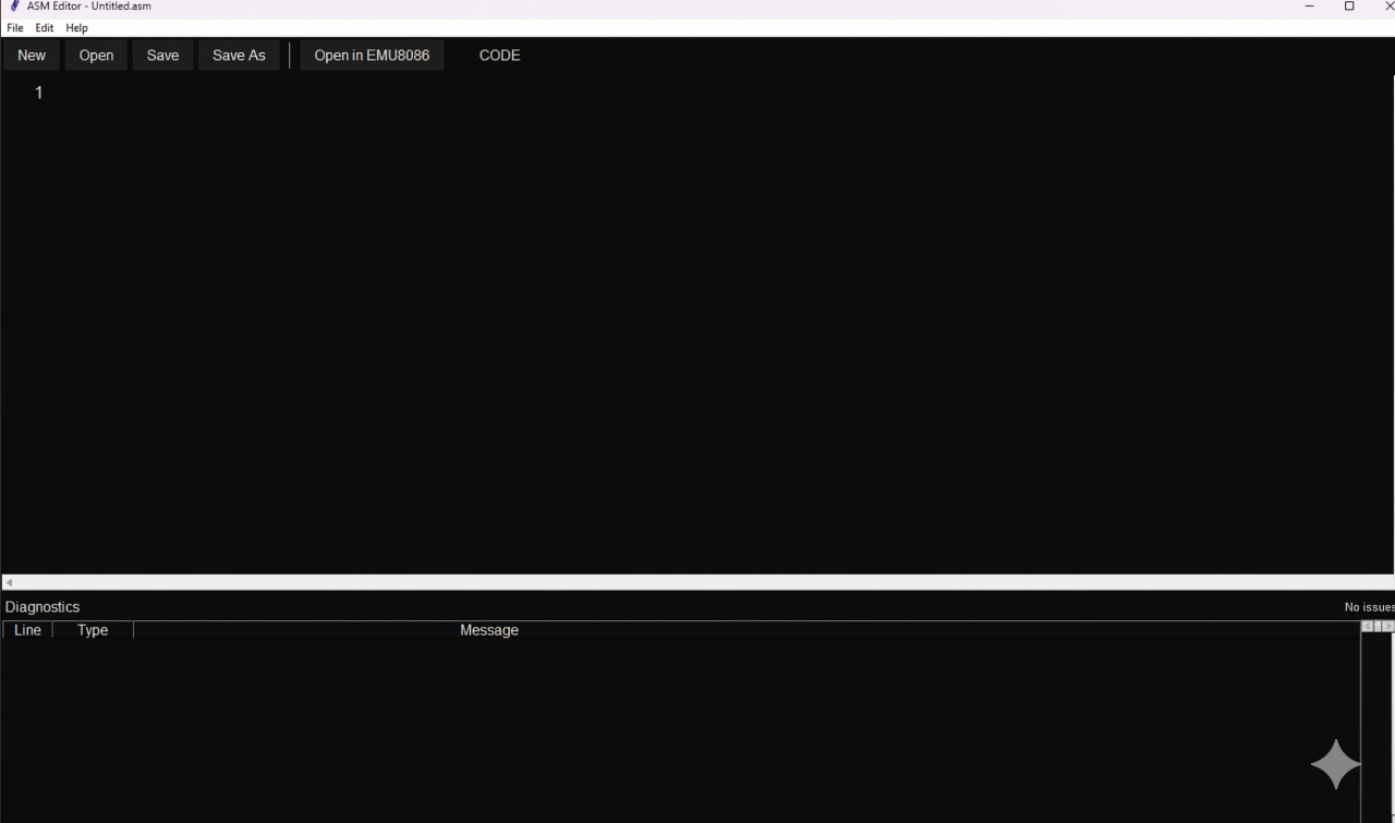 ASM Editor - Untitled.asm
File Edit Help
New Open Save Save As Open in EMU8086 CODE
1
Diagnostics No issues
Line Type Message